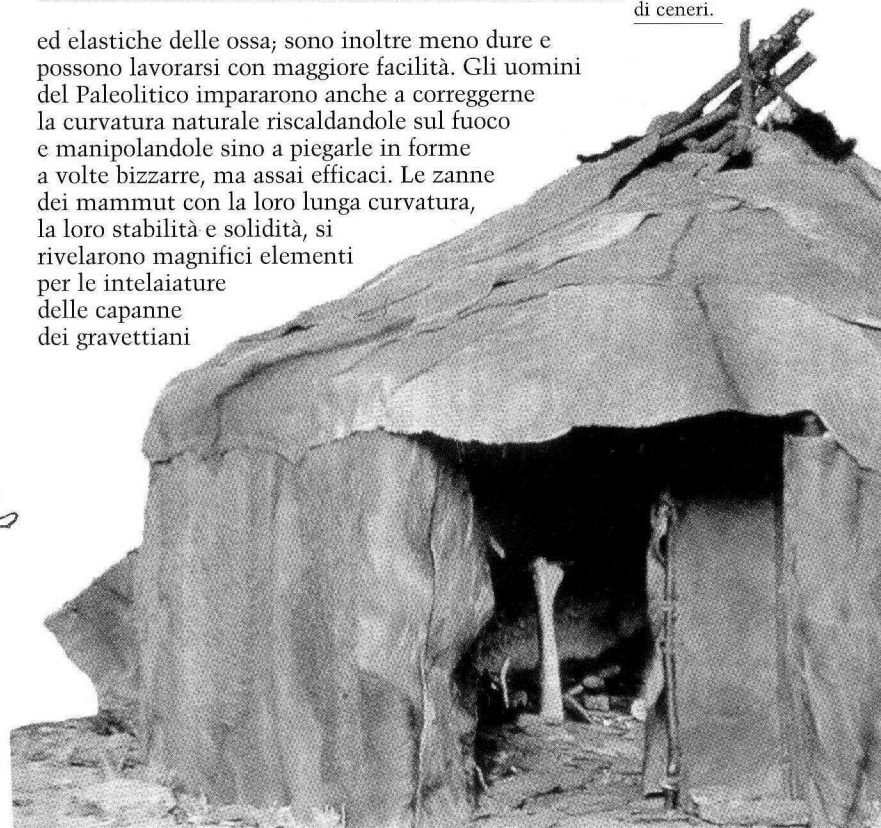 di ceneri.
ed elastiche delle ossa; sono inoltre meno dure e
possono lavorarsi con maggiore facilità. Gli uomini
del Paleolitico impararono anche a correggerne
la curvatura naturale riscaldandole sul fuoco
e manipolandole sino a piegarle in forme
a volte bizzarre, ma assai efficaci. Le zanne
dei mammut con la loro lunga curvatura,
la loro stabilità e solidità, si
rivelarono magnifici elementi
per le intelaiature
delle capanne
dei gravettiani